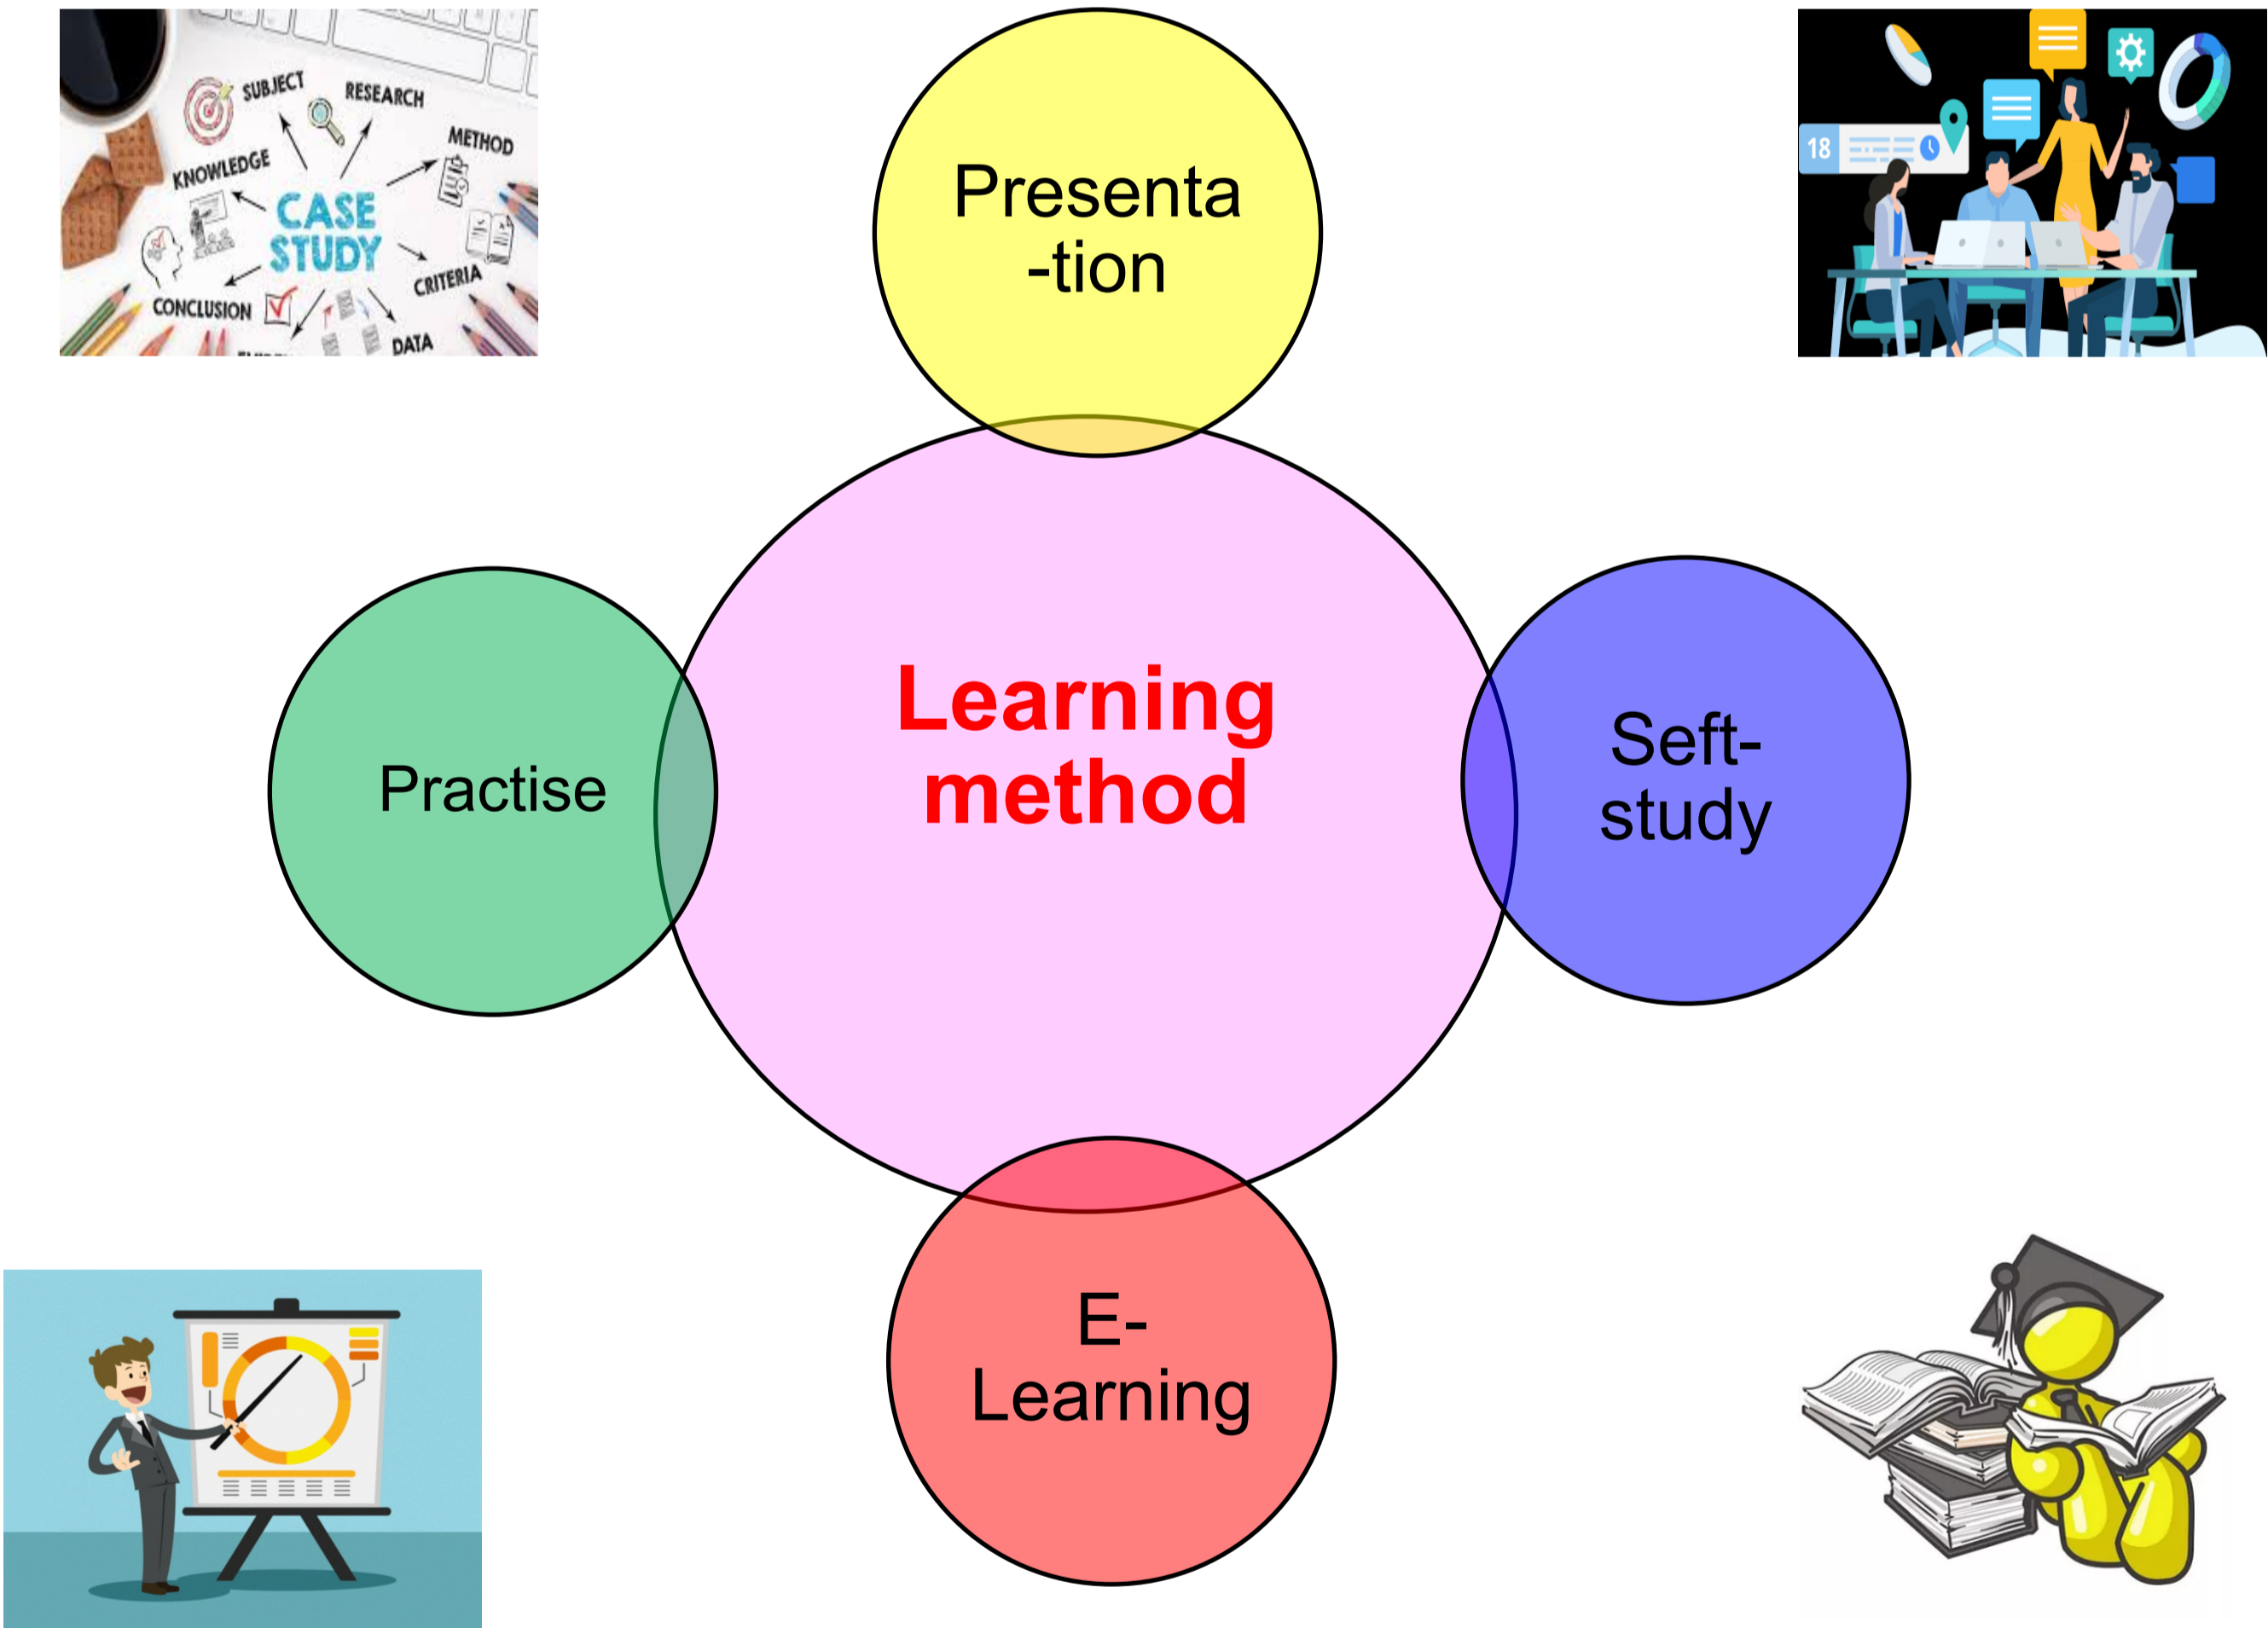 SUBJECT
RESEARCH
METHOD
KNOWLEDGE
CASE
STUDY
CRITERIA
CONCLUSION
DATA
18
Presenta
-tion
Learning
method
Practise
Seft-
study
E-
Learning